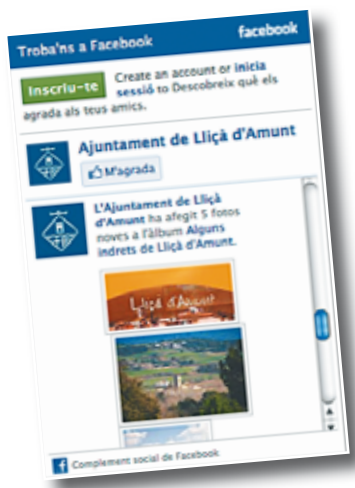 Troba'ns a Facebook facebook
Inscriu-te Create an account or inicia
sessió to Descobreix què els
agrada als teus amics.
Ajuntament de Lliçà d'Amunt
M'agrada
L'Ajuntament de Lliçà
d'Amunt ha afegit 5 fotos
noves a l'àlbum Alguns
indrets de Lliçà d'Amunt.
Lliçà d'Amunt
f Complement social de Facebook